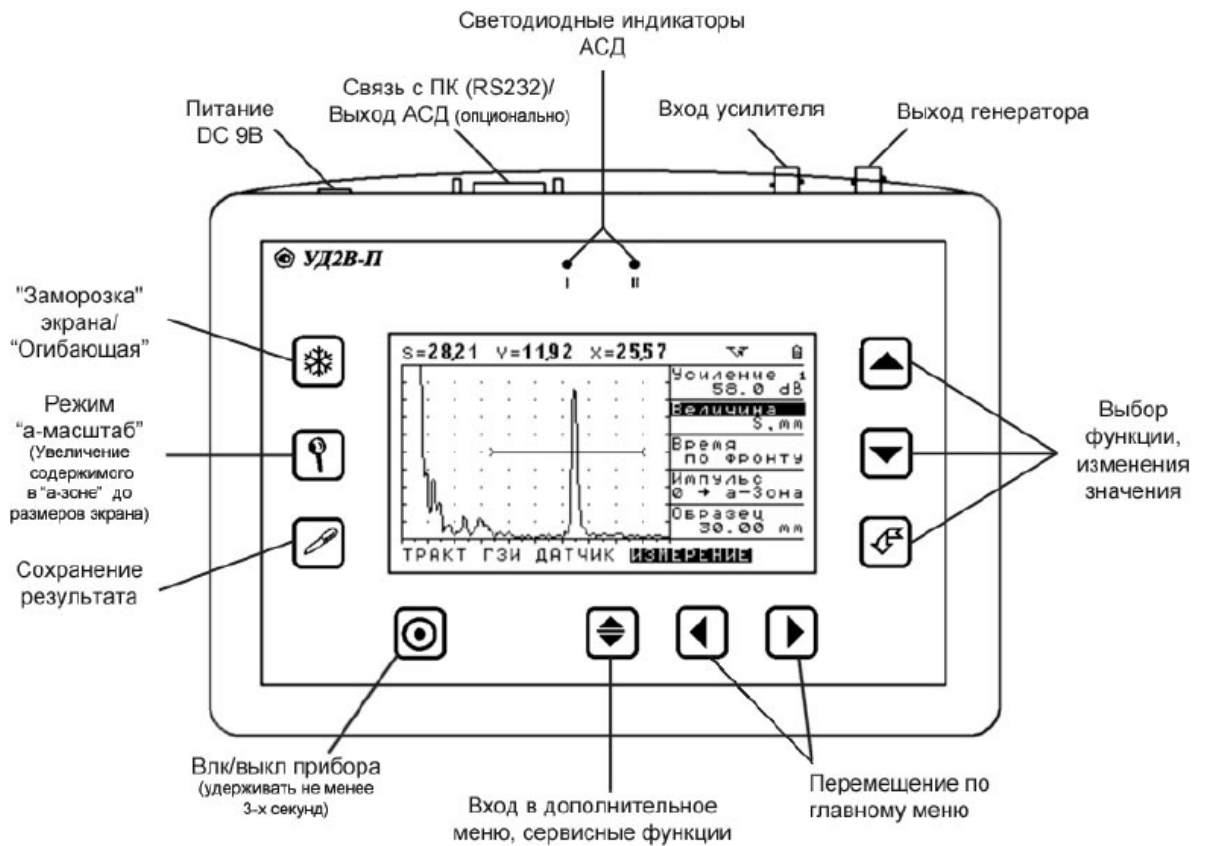 Светодиодные индикаторы
АСД
Связь с ПК (RS232)/
Выход АСД (опционально)
Питание
DC 9В
Вход усилителя
Выход генератора
УД2В-П
I
II
"Заморозка"
экрана/
“Огибающая”
Режим
“а-масштаб”
(Увеличение
содержимого
в “а-зоне” до
размеров экрана)
Сохранение
результата
S=28,21 Y=11,92 X=25,57
Усиление 1
58.0 dB
Величина
S,mm
Время
по фронту
Импульс
0 → а-Зона
Образец
30.00 mm
ТРАКТ ГЗИ ДАТЧИК ИЗМЕРЕНИЕ
Выбор
функции,
изменения
значения
Влк/выкл прибора
(удерживать не менее
3-х секунд)
Вход в дополнительное
меню, сервисные функции
Перемещение по
главному меню